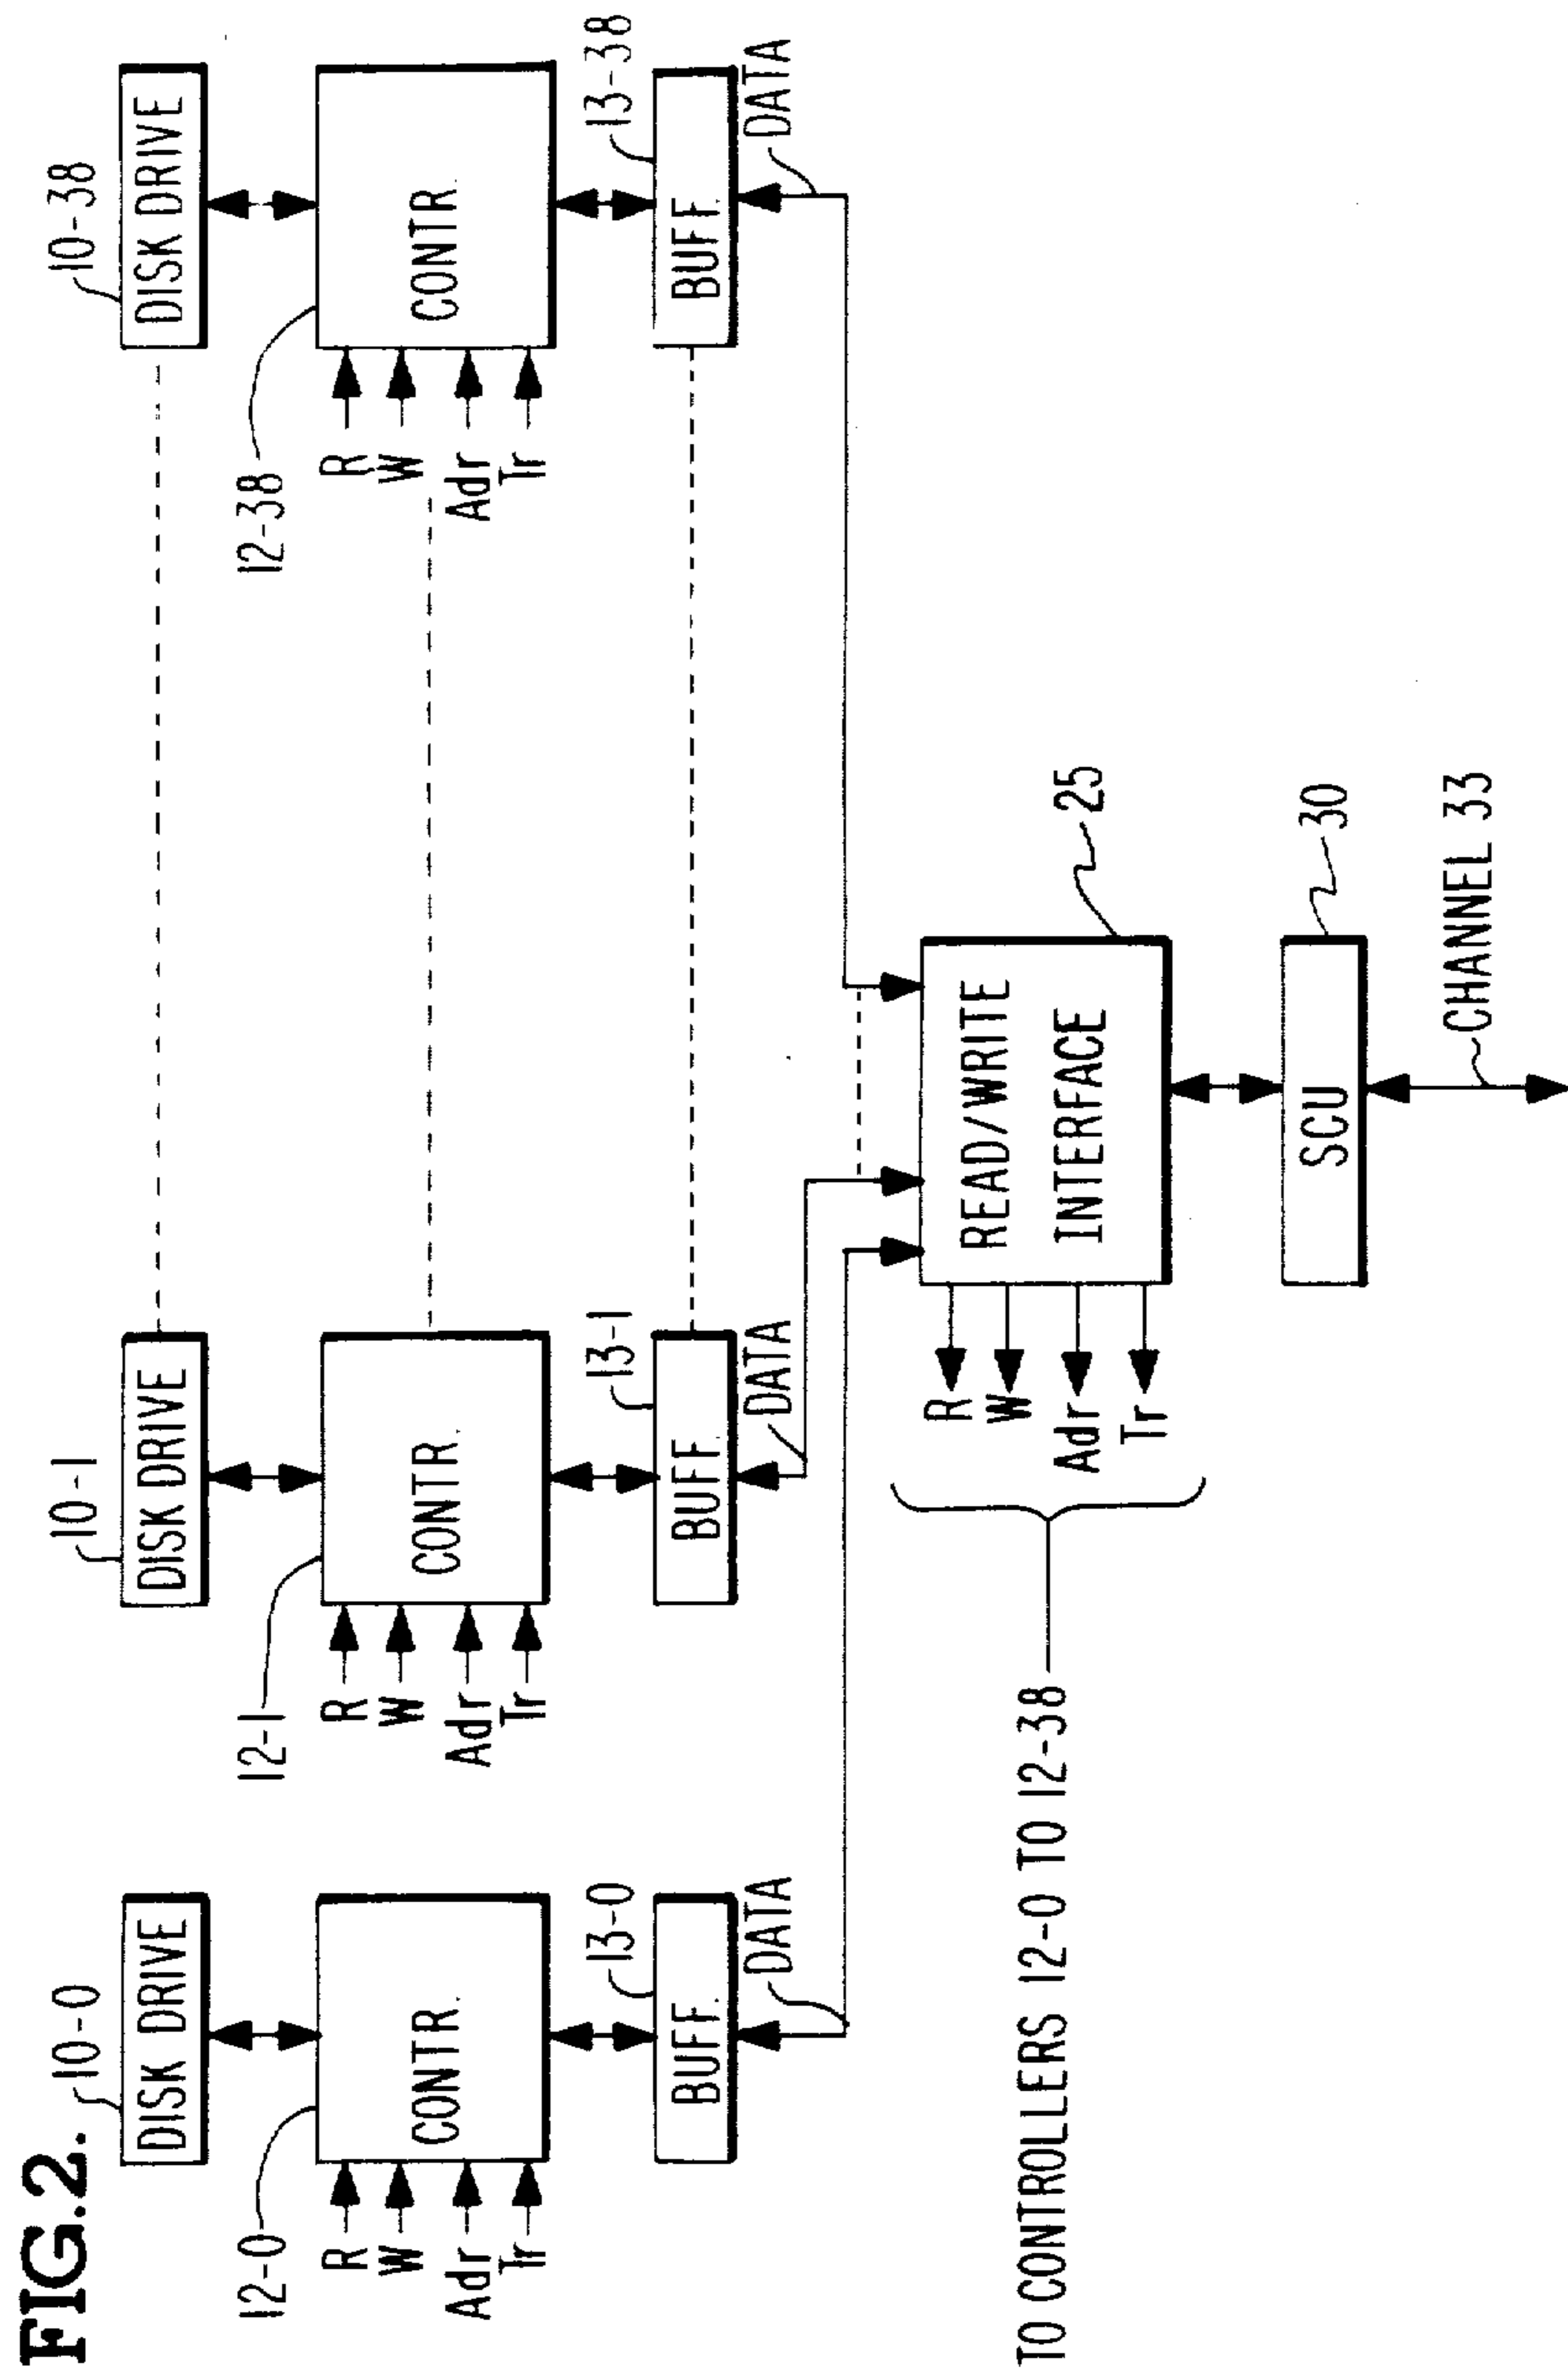 FIG.2.
10-0
10-1
10-38
DISK DRIVE
DISK DRIVE
DISK DRIVE
12-0
12-1
12-38
R
W
Adr
Tr
CONTR.
R
W
Adr
Tr
CONTR.
R
W
Adr
Tr
CONTR.
13-0
13-1
13-38
BUFF.
BUFF.
BUFF.
DATA
DATA
DATA
READ/WRITE
INTERFACE
25
R
W
Adr
Tr
TO CONTROLLERS 12-0 TO 12-38
SCU
30
CHANNEL 33